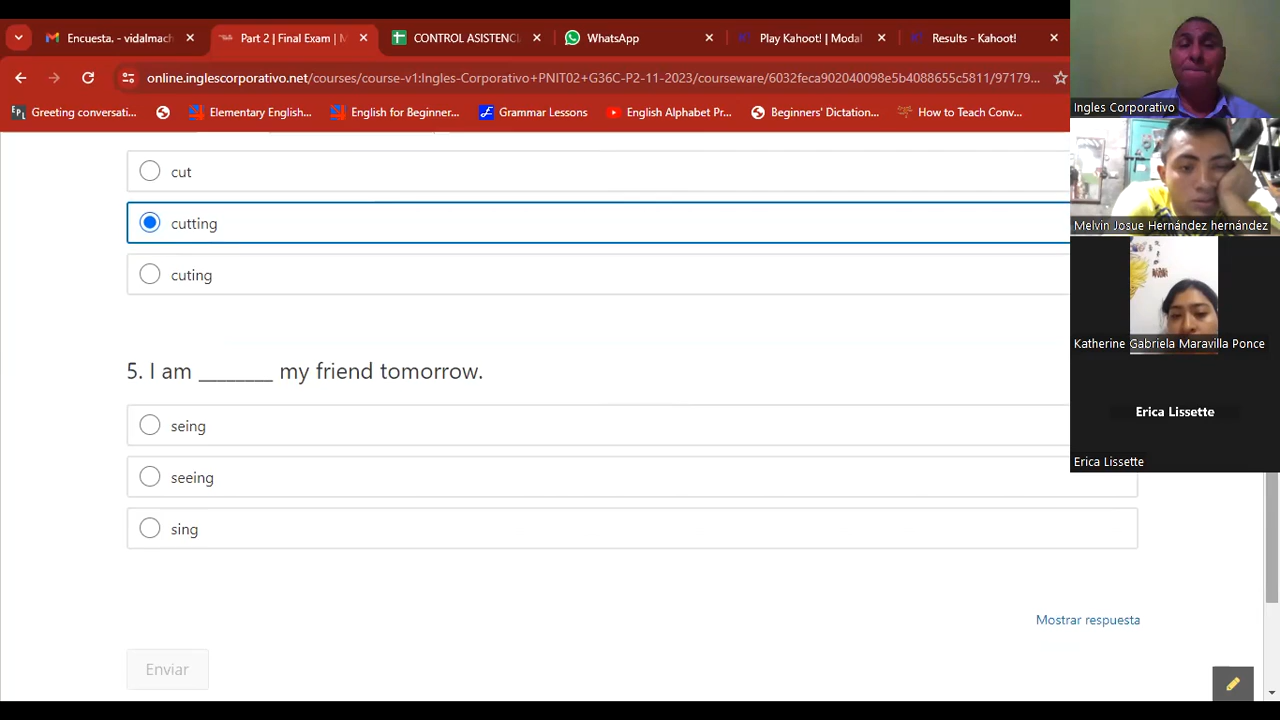 Encuesta. - vidalmach
Part 2 | Final Exam | M
CONTROL ASISTENCI
WhatsApp
Play Kahoot! | Modal
Results - Kahoot!
online.inglescorporativo.net/courses/course-v1:Ingles-Corporativo+PNIT02+G36C-P2-11-2023/courseware/6032feca902040098e5b4088655c5811/97179...
EPL Greeting conversati...
Elementary English...
English for Beginner...
Grammar Lessons
English Alphabet Pr...
Beginners' Dictation...
How to Teach Conv...
cut
cutting
cuting
5. I am ________ my friend tomorrow.
seing
seeing
sing
Mostrar respuesta
Enviar
Ingles Corporativo
Melvin Josue Hernández hernández
Katherine Gabriela Maravilla Ponce
Erica Lissette
Erica Lissette